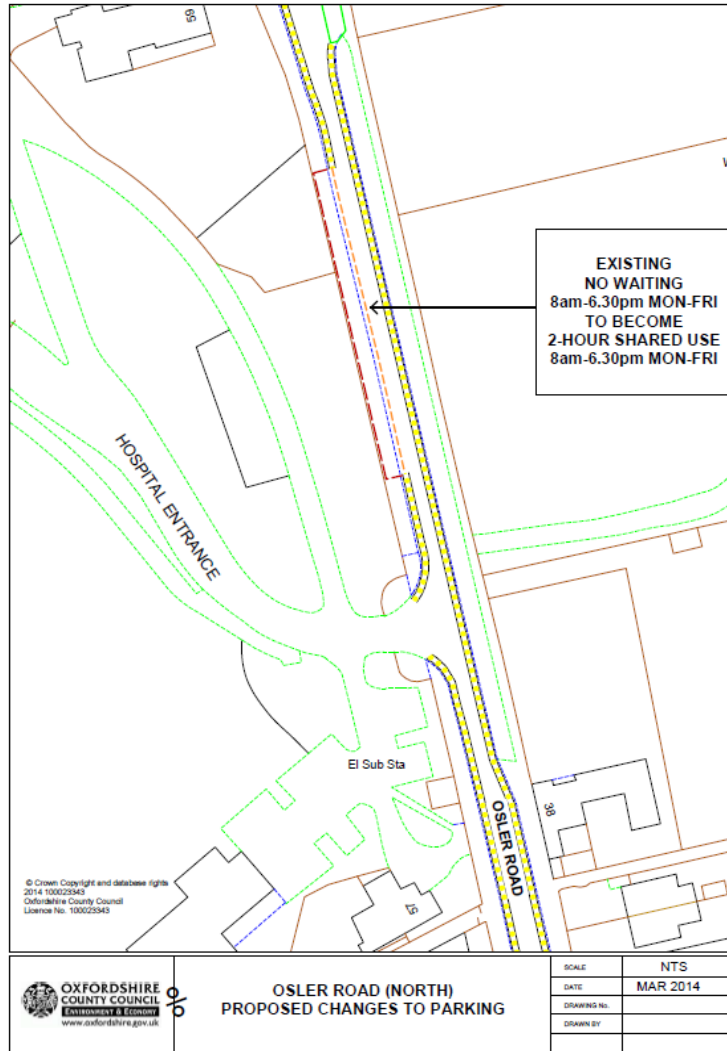 59
W
EXISTING
NO WAITING
8am-6.30pm MON-FRI
TO BECOME
2-HOUR SHARED USE
8am-6.30pm MON-FRI
HOSPITAL ENTRANCE
El Sub Sta
38
OSLER ROAD
57
© Crown Copyright and database rights
2014 100023343
Oxfordshire County Council
Licence No. 100023343
OXFORDSHIRE
COUNTY COUNCIL
ENVIRONMENT & ECONOMY
www.oxfordshire.gov.uk
%
OSLER ROAD (NORTH)
PROPOSED CHANGES TO PARKING
SCALE NTS
DATE MAR 2014
DRAWING No.
DRAWN BY